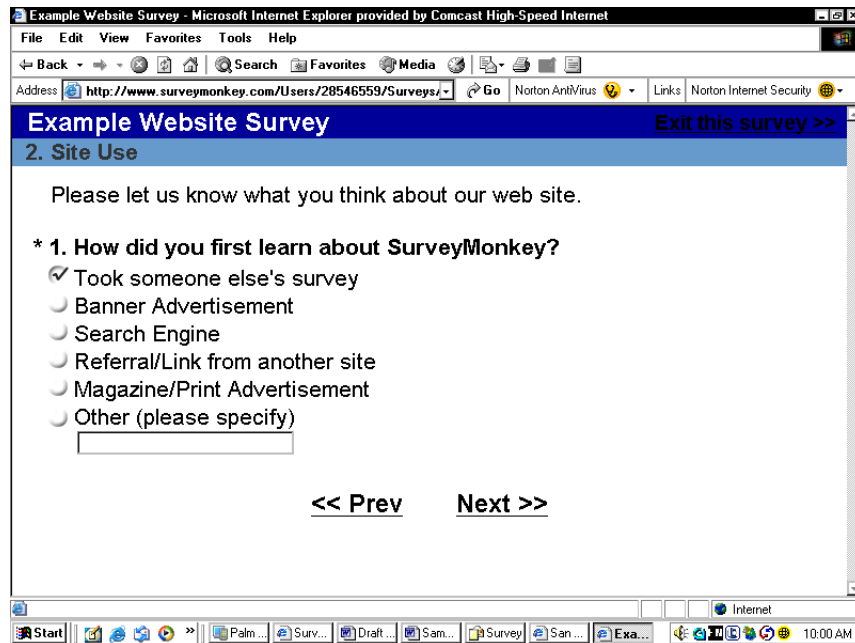 Example Website Survey - Microsoft Internet Explorer provided by Comcast High-Speed Internet
File Edit View Favorites Tools Help
Back Search Favorites Media
Address http://www.surveymonkey.com/Users/28546559/Surveys/ Go Norton AntiVirus Links Norton Internet Security
Example Website Survey Exit this survey >>
2. Site Use
Please let us know what you think about our web site.
* 1. How did you first learn about SurveyMonkey?
Took someone else's survey
Banner Advertisement
Search Engine
Referral/Link from another site
Magazine/Print Advertisement
Other (please specify)
<< Prev Next >>
Internet
Start » Palm ... Surv... Draft ... Sam... Survey San ... Exa... 10:00 AM